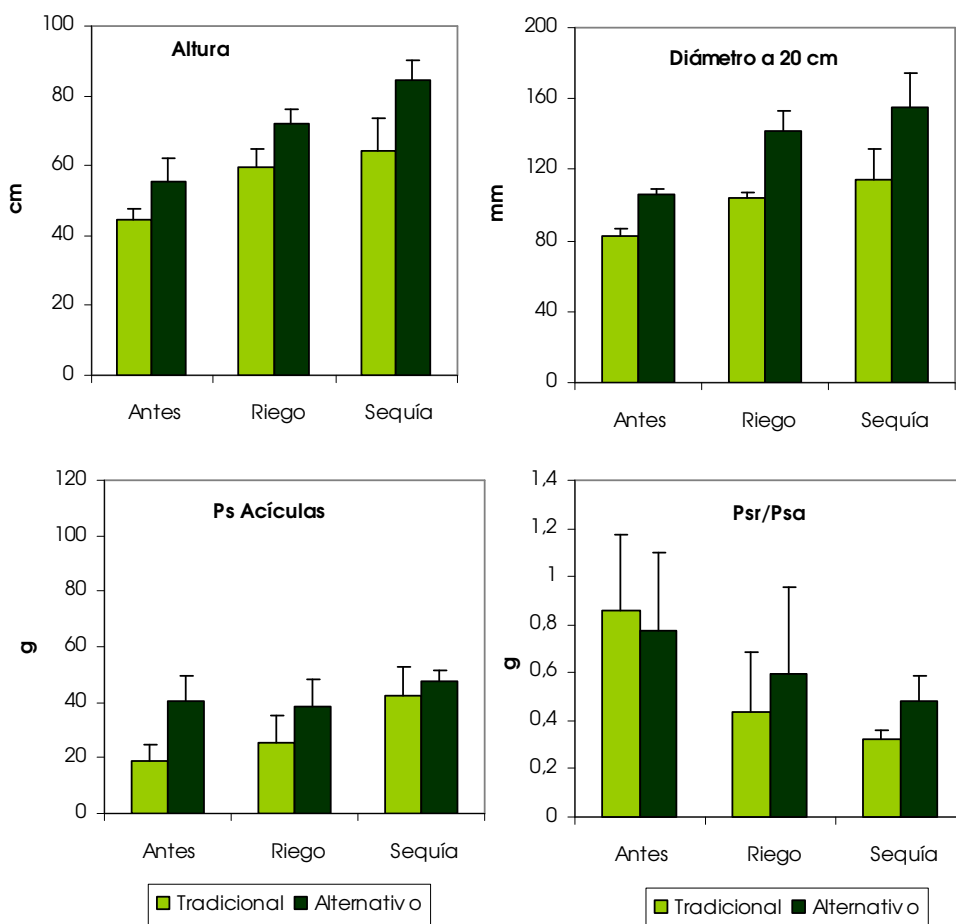 Altura
cm
100
80
60
40
20
0
Antes Riego Sequía
Diámetro a 20 cm
mm
200
160
120
80
40
0
Antes Riego Sequía
Ps Acículas
g
120
100
80
60
40
20
0
Antes Riego Sequía
Tradicional Alternativo
Psr/Psa
g
1,4
1,2
1
0,8
0,6
0,4
0,2
0
Antes Riego Sequía
Tradicional Alternativo